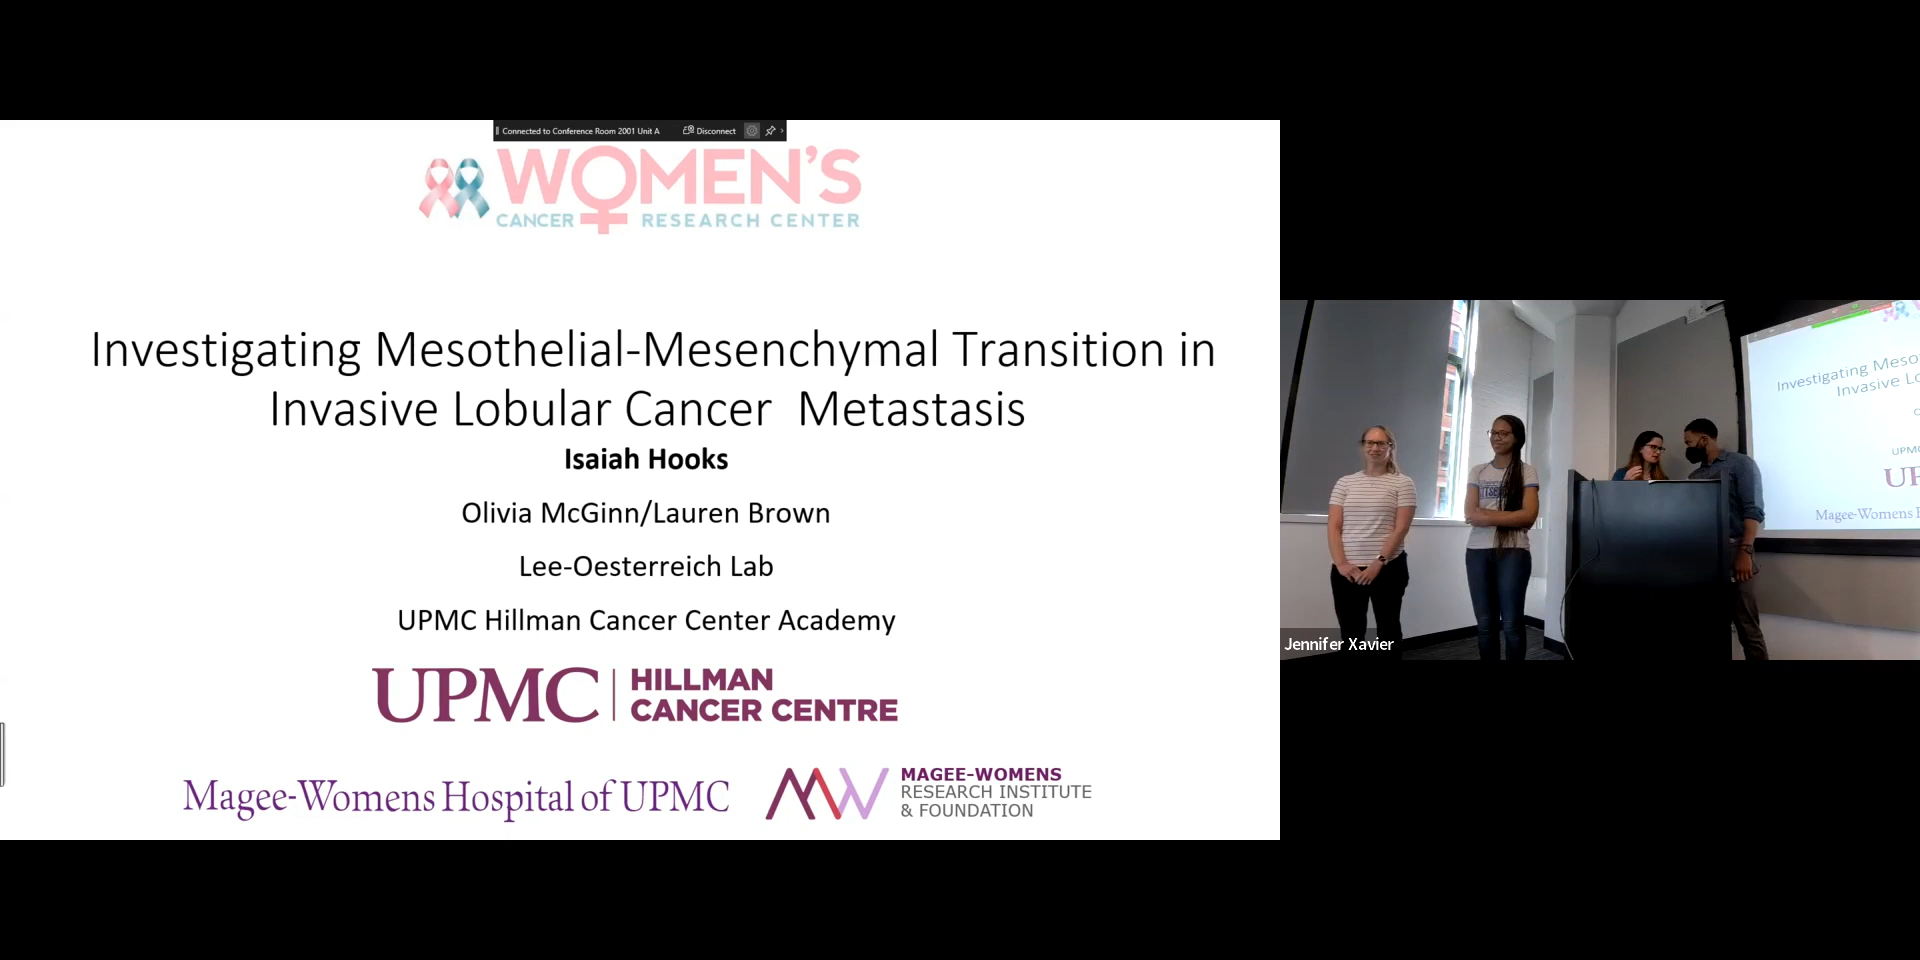 Connected to Conference Room 2001 Unit A Disconnect
WOMEN'S
CANCER RESEARCH CENTER
Investigating Mesothelial-Mesenchymal Transition in
Invasive Lobular Cancer  Metastasis
Isaiah Hooks
Olivia McGinn/Lauren Brown
Lee-Oesterreich Lab
UPMC Hillman Cancer Center Academy
UPMC HILLMAN
CANCER CENTRE
Magee-Womens Hospital of UPMC
MAGEE-WOMENS
RESEARCH INSTITUTE
& FOUNDATION
Investigating Meso
Invasive Lo
UPMC
UP
Magee-Womens H
Jennifer Xavier